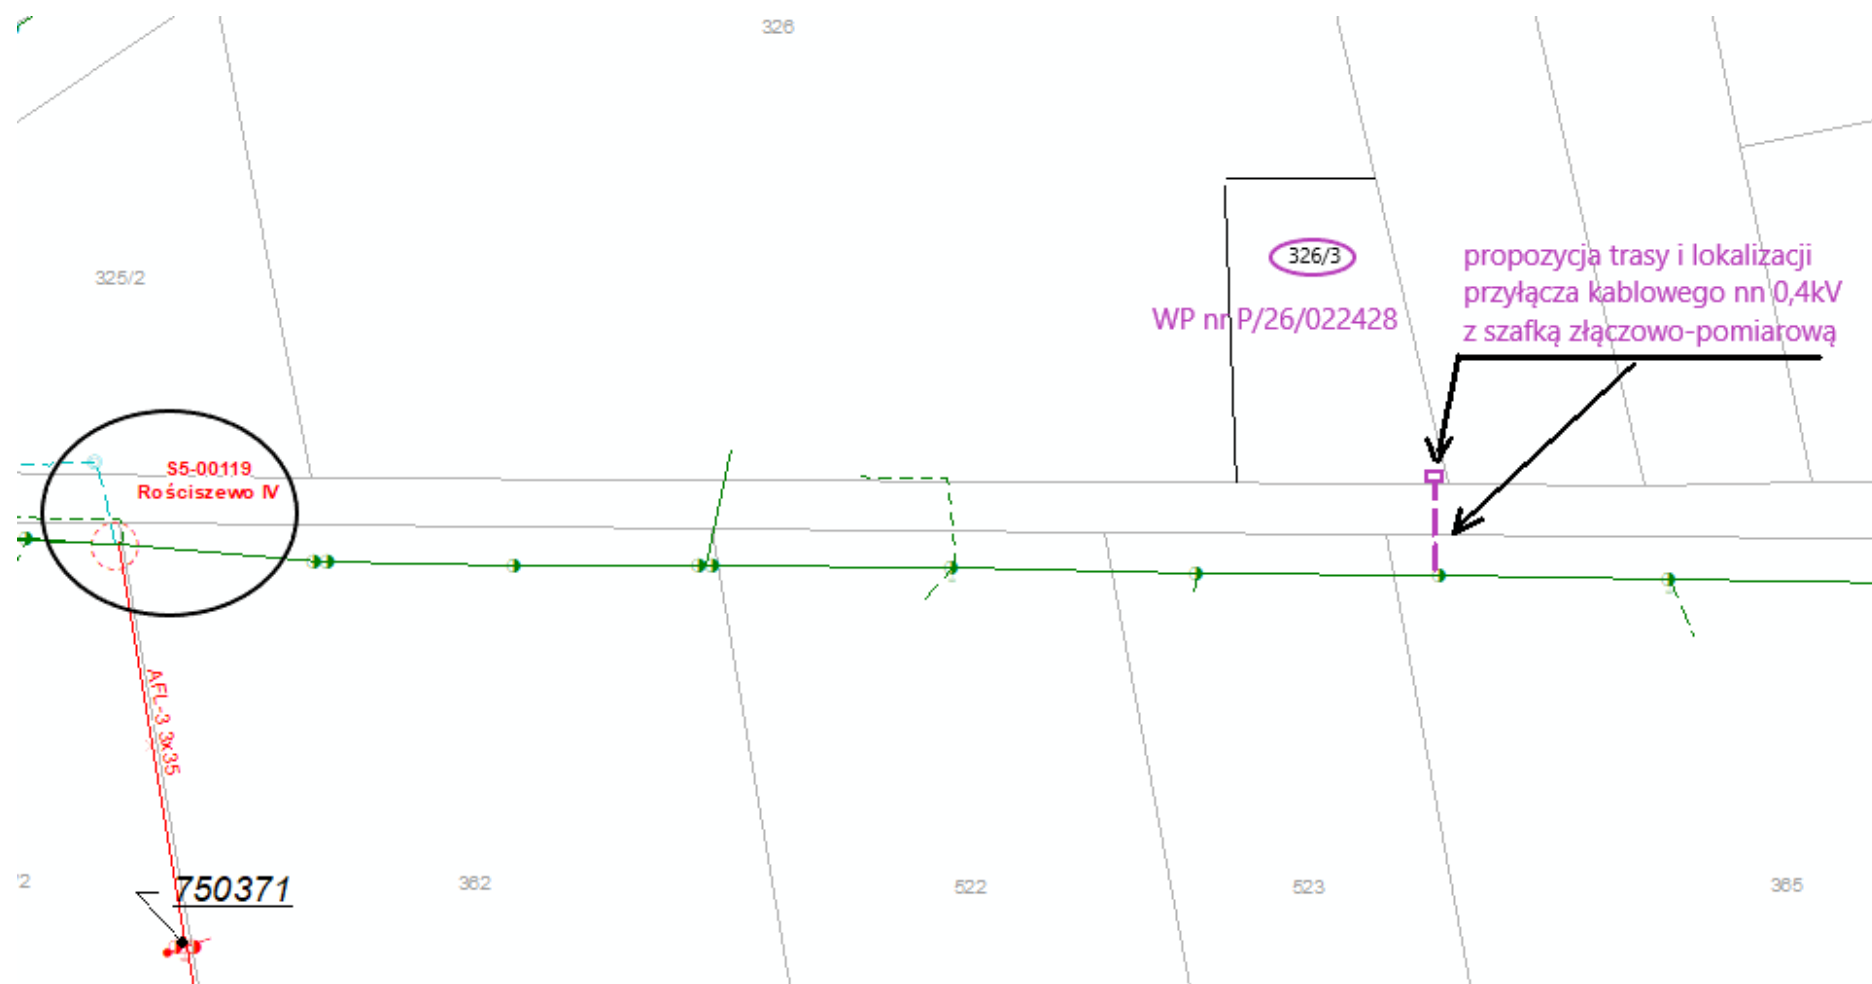 326
325/2
326/3
WP nr P/26/022428
propozycja trasy i lokalizacji
przyłącza kablowego nn 0,4kV
z szafką złączowo-pomiarową
S5-00119
Rościszewo IV
AFL-3 3x35
750371
/2
362
522
523
365